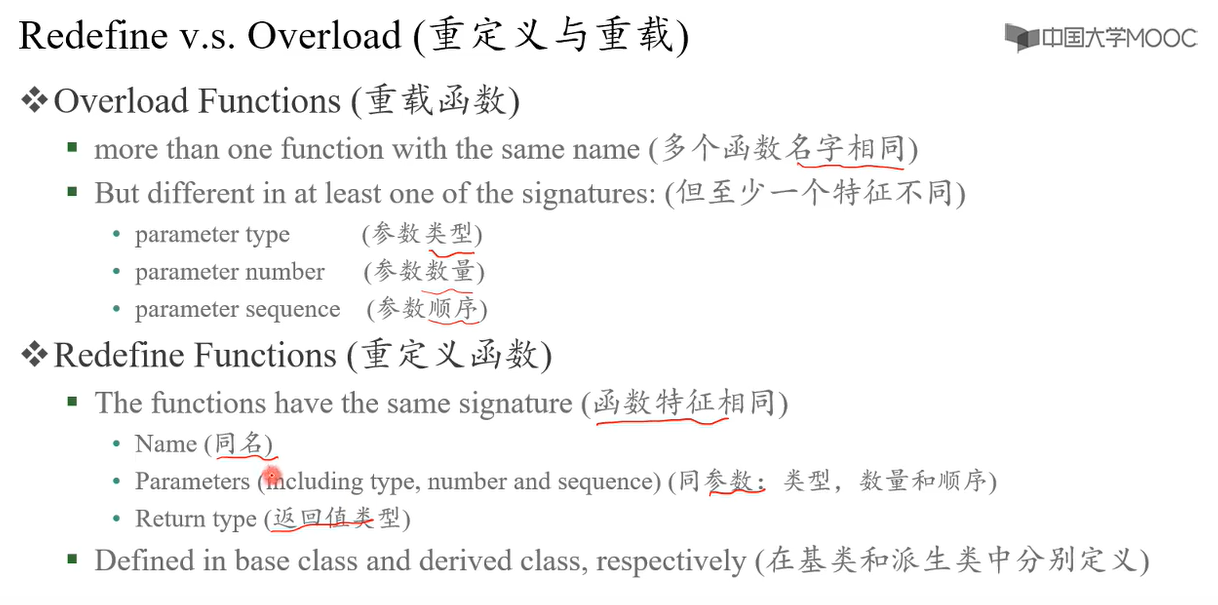 Redefine v.s. Overload (重定义与重载)
中国大学MOOC
❖Overload Functions (重载函数)
▪ more than one function with the same name (多个函数名字相同)
▪ But different in at least one of the signatures: (但至少一个特征不同)
• parameter type (参数类型)
• parameter number (参数数量)
• parameter sequence (参数顺序)
❖Redefine Functions (重定义函数)
▪ The functions have the same signature (函数特征相同)
• Name (同名)
• Parameters (including type, number and sequence) (同参数：类型，数量和顺序)
• Return type (返回值类型)
▪ Defined in base class and derived class, respectively (在基类和派生类中分别定义)